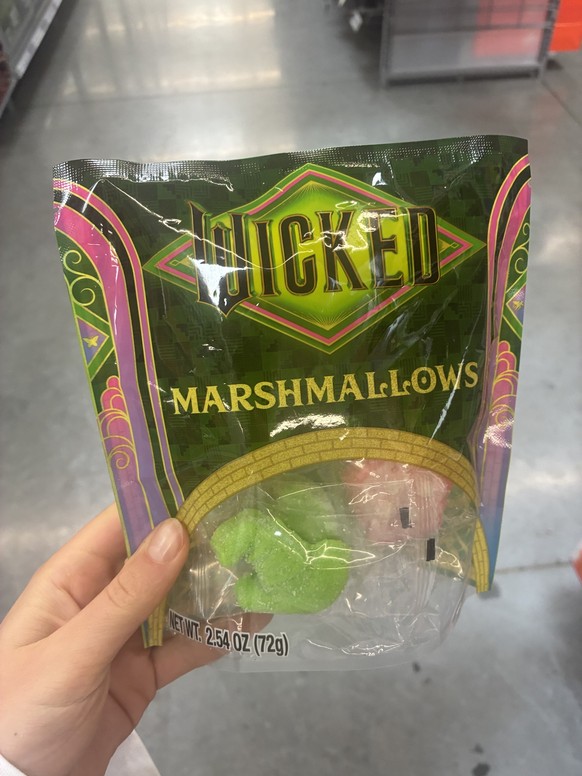 WICKED
MARSHMALLOWS
NET WT. 2.54 OZ (72g)